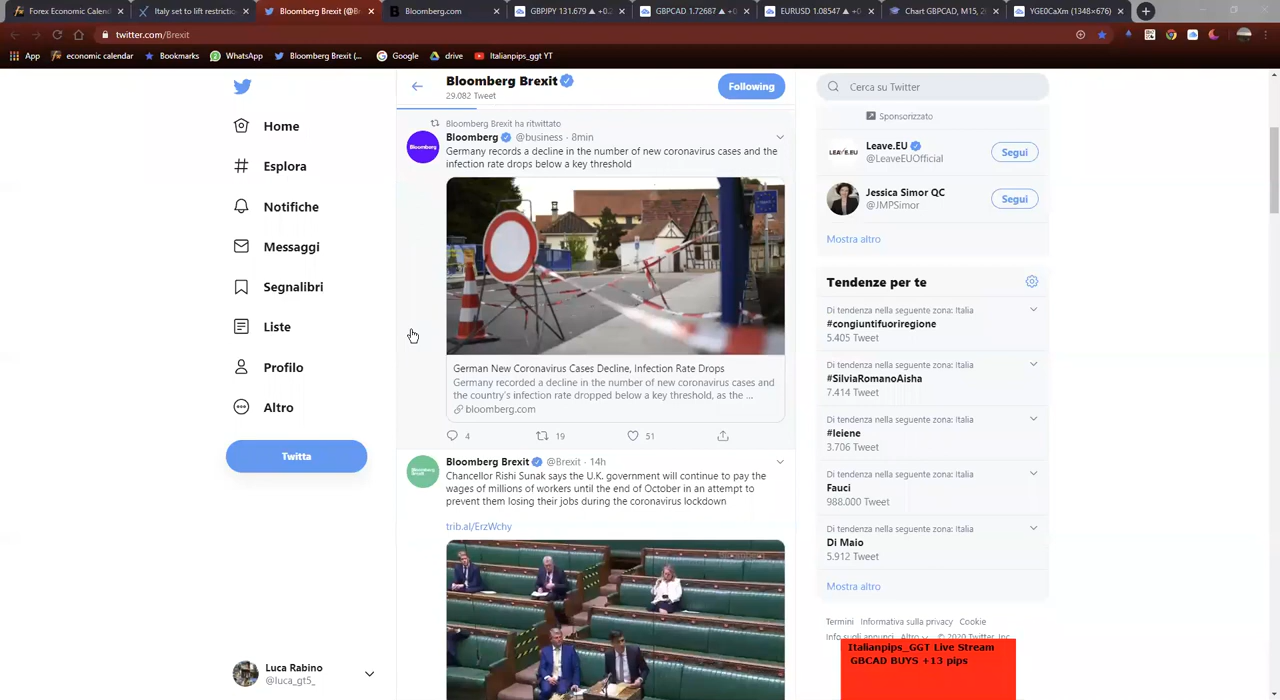 Forex Economic Calend
Italy set to lift restrictio
Bloomberg Brexit (@Br
Bloomberg.com
GBPJPY 131.679 ▲ +0.2
GBPCAD 1.72687 ▲ +0.
EURUSD 1.08547 ▲ +0*
Chart GBPCAD, M15, 2
YGE0CaXm (1348×676)
twitter.com/Brexit
App
economic calendar
Bookmarks
WhatsApp
Bloomberg Brexit (...
Google
drive
Italianpips_ggt YT
Home
Esplora
Notifiche
Messaggi
Segnalibri
Liste
Profilo
Altro
Twitta
Luca Rabino
@luca_gt5_
Bloomberg Brexit
29.082 Tweet
Following
Bloomberg Brexit ha ritwittato
Bloomberg @business · 8min
Germany records a decline in the number of new coronavirus cases and the
infection rate drops below a key threshold
German New Coronavirus Cases Decline, Infection Rate Drops
Germany recorded a decline in the number of new coronavirus cases and
the country's infection rate dropped below a key threshold, as the ...
bloomberg.com
4 19 51
Bloomberg Brexit @Brexit · 14h
Chancellor Rishi Sunak says the U.K. government will continue to pay the
wages of millions of workers until the end of October in an attempt to
prevent them losing their jobs during the coronavirus lockdown
trib.al/ErzWchy
Cerca su Twitter
Sponsorizzato
LEAVE.EU
Leave.EU
@LeaveEUOfficial
Segui
Jessica Simor QC
@JMPSimor
Segui
Mostra altro
Tendenze per te
Di tendenza nella seguente zona: Italia
#congiuntifuoriregione
5.405 Tweet
Di tendenza nella seguente zona: Italia
#SilviaRomanoAisha
7.414 Tweet
Di tendenza nella seguente zona: Italia
#leiene
3.706 Tweet
Di tendenza nella seguente zona: Italia
Fauci
988.000 Tweet
Di tendenza nella seguente zona: Italia
Di Maio
5.912 Tweet
Mostra altro
Termini Informativa sulla privacy Cookie
Info sugli annunci Altro © 2020 Twitter, Inc.
Italianpips_GGT Live Stream
GBCAD BUYS +13 pips